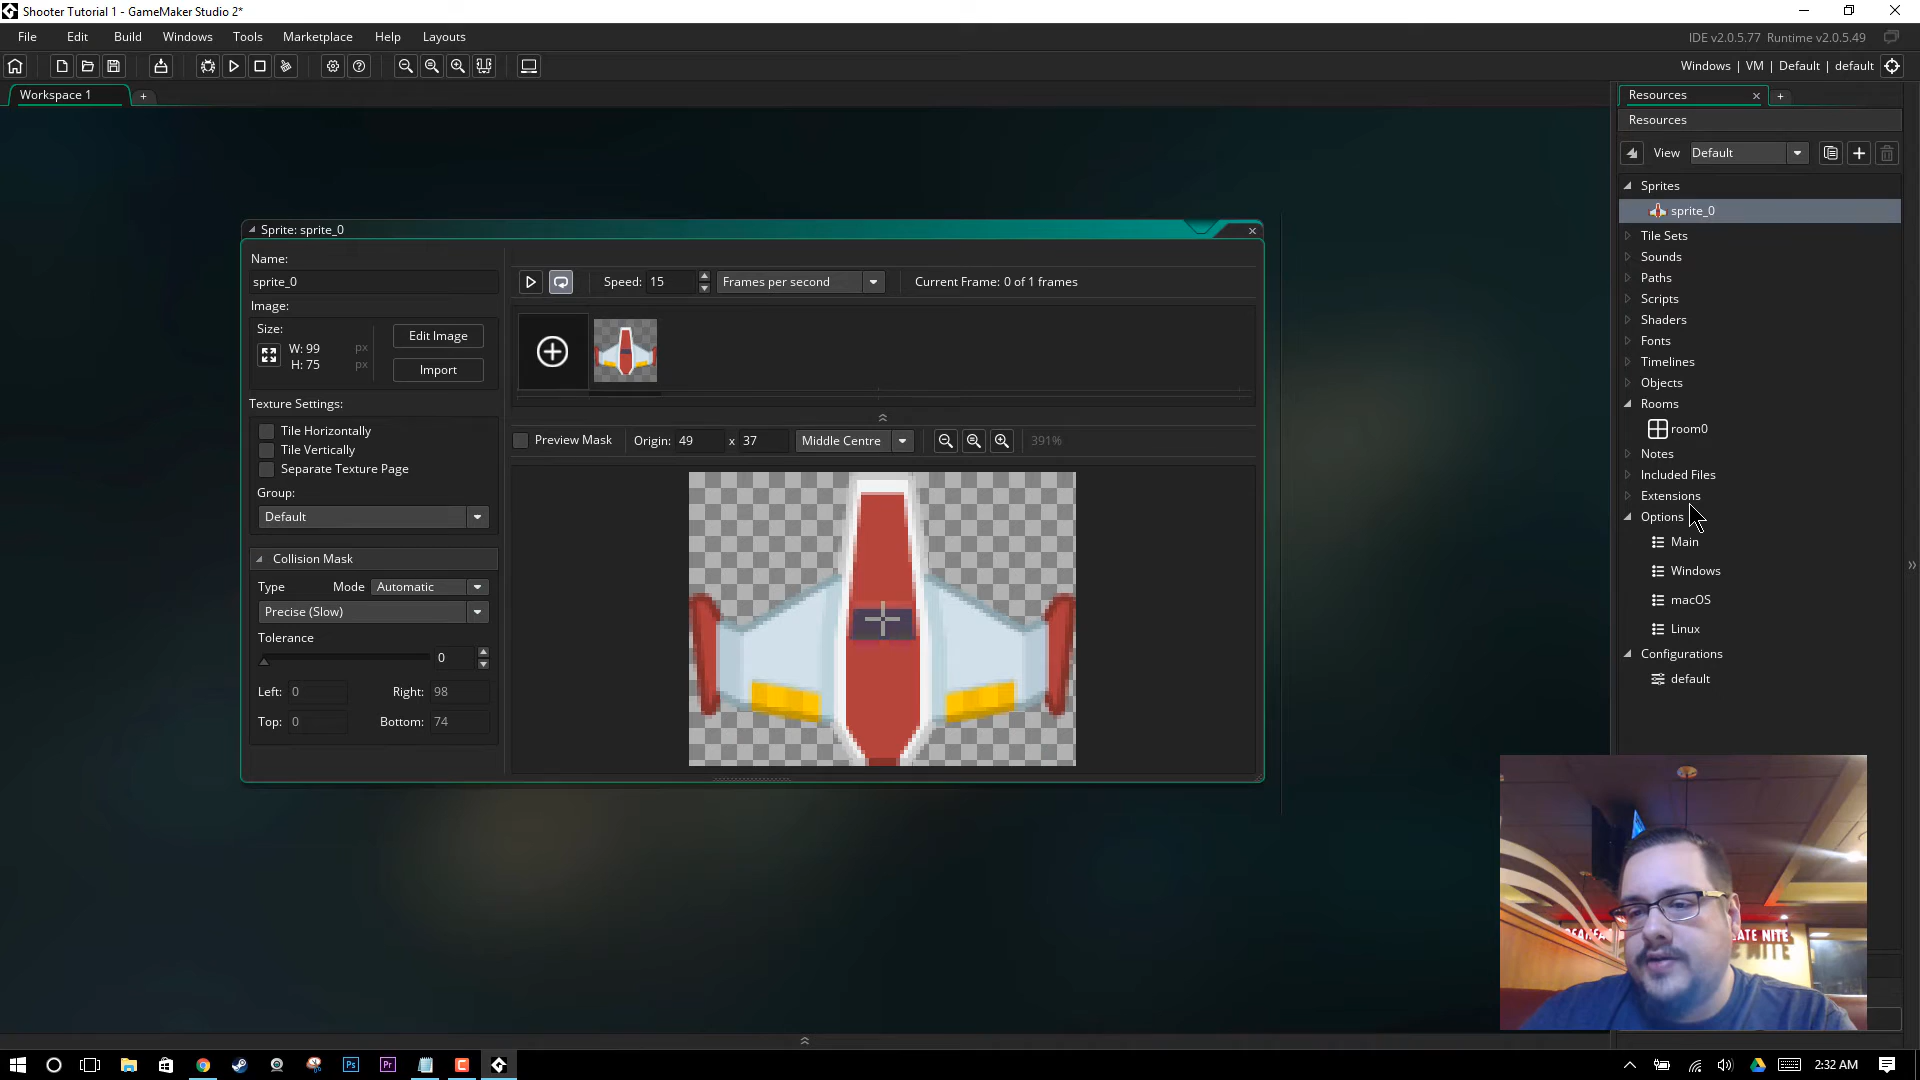 Shooter Tutorial 1 - GameMaker Studio 2*
File Edit Build Windows Tools Marketplace Help Layouts
IDE v2.0.5.77 Runtime v2.0.5.49
Windows | VM | Default | default
Workspace 1 +
Resources
Resources
View Default
Sprites
sprite_0
Tile Sets
Sounds
Paths
Scripts
Shaders
Fonts
Timelines
Objects
Rooms
room0
Notes
Included Files
Extensions
Options
Main
Windows
macOS
Linux
Configurations
default
Sprite: sprite_0
Name:
sprite_0
Image:
Size:
W: 99 px
H: 75 px
Edit Image
Import
Texture Settings:
Tile Horizontally
Tile Vertically
Separate Texture Page
Group:
Default
Collision Mask
Type Mode Automatic
Precise (Slow)
Tolerance
0
Left: 0 Right: 98
Top: 0 Bottom: 74
Speed: 15 Frames per second Current Frame: 0 of 1 frames
Preview Mask Origin: 49 x 37 Middle Centre 391%
ATE NITE
Ps Pr
2:32 AM